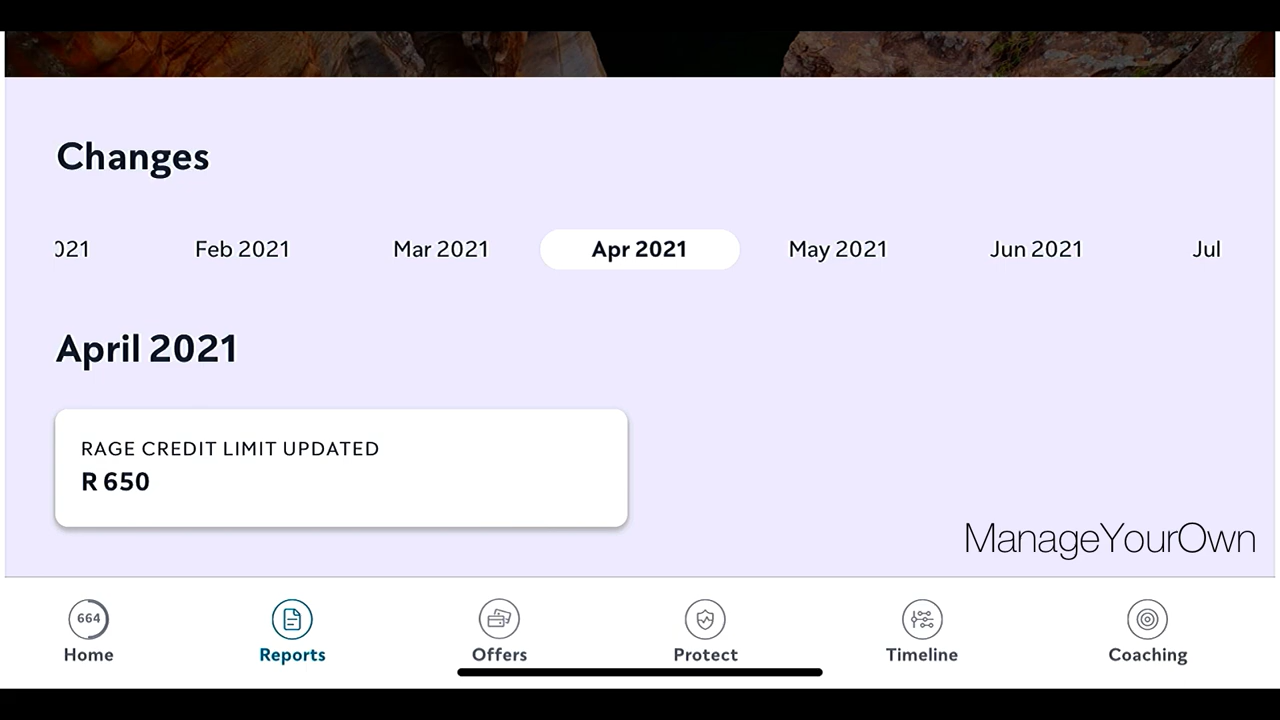 Changes
021 Feb 2021 Mar 2021 Apr 2021 May 2021 Jun 2021 Jul
April 2021
RAGE CREDIT LIMIT UPDATED
R 650
ManageYourOwn
664
Home Reports Offers Protect Timeline Coaching